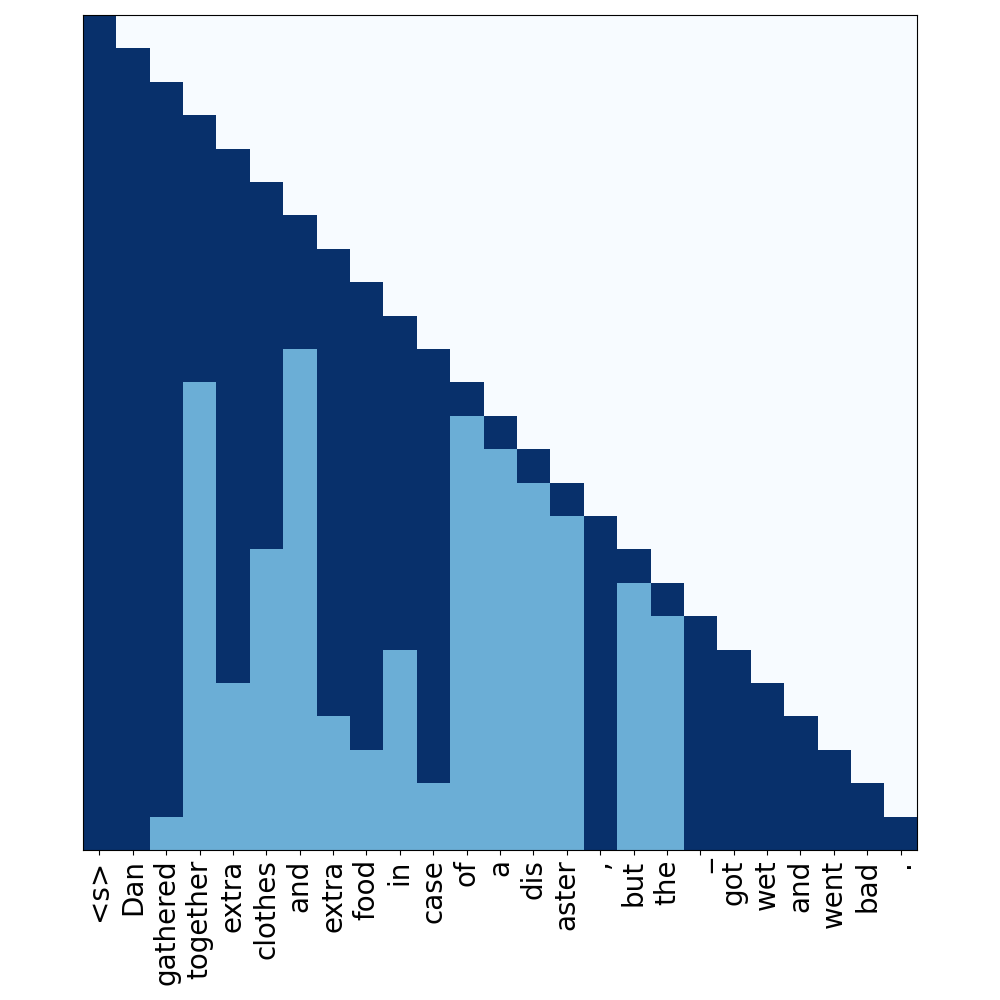 <s>
Dan
gathered
together
extra
clothes
and
extra
food
in
case
of
a
dis
aster
,
but
the
_
got
wet
and
went
bad
.